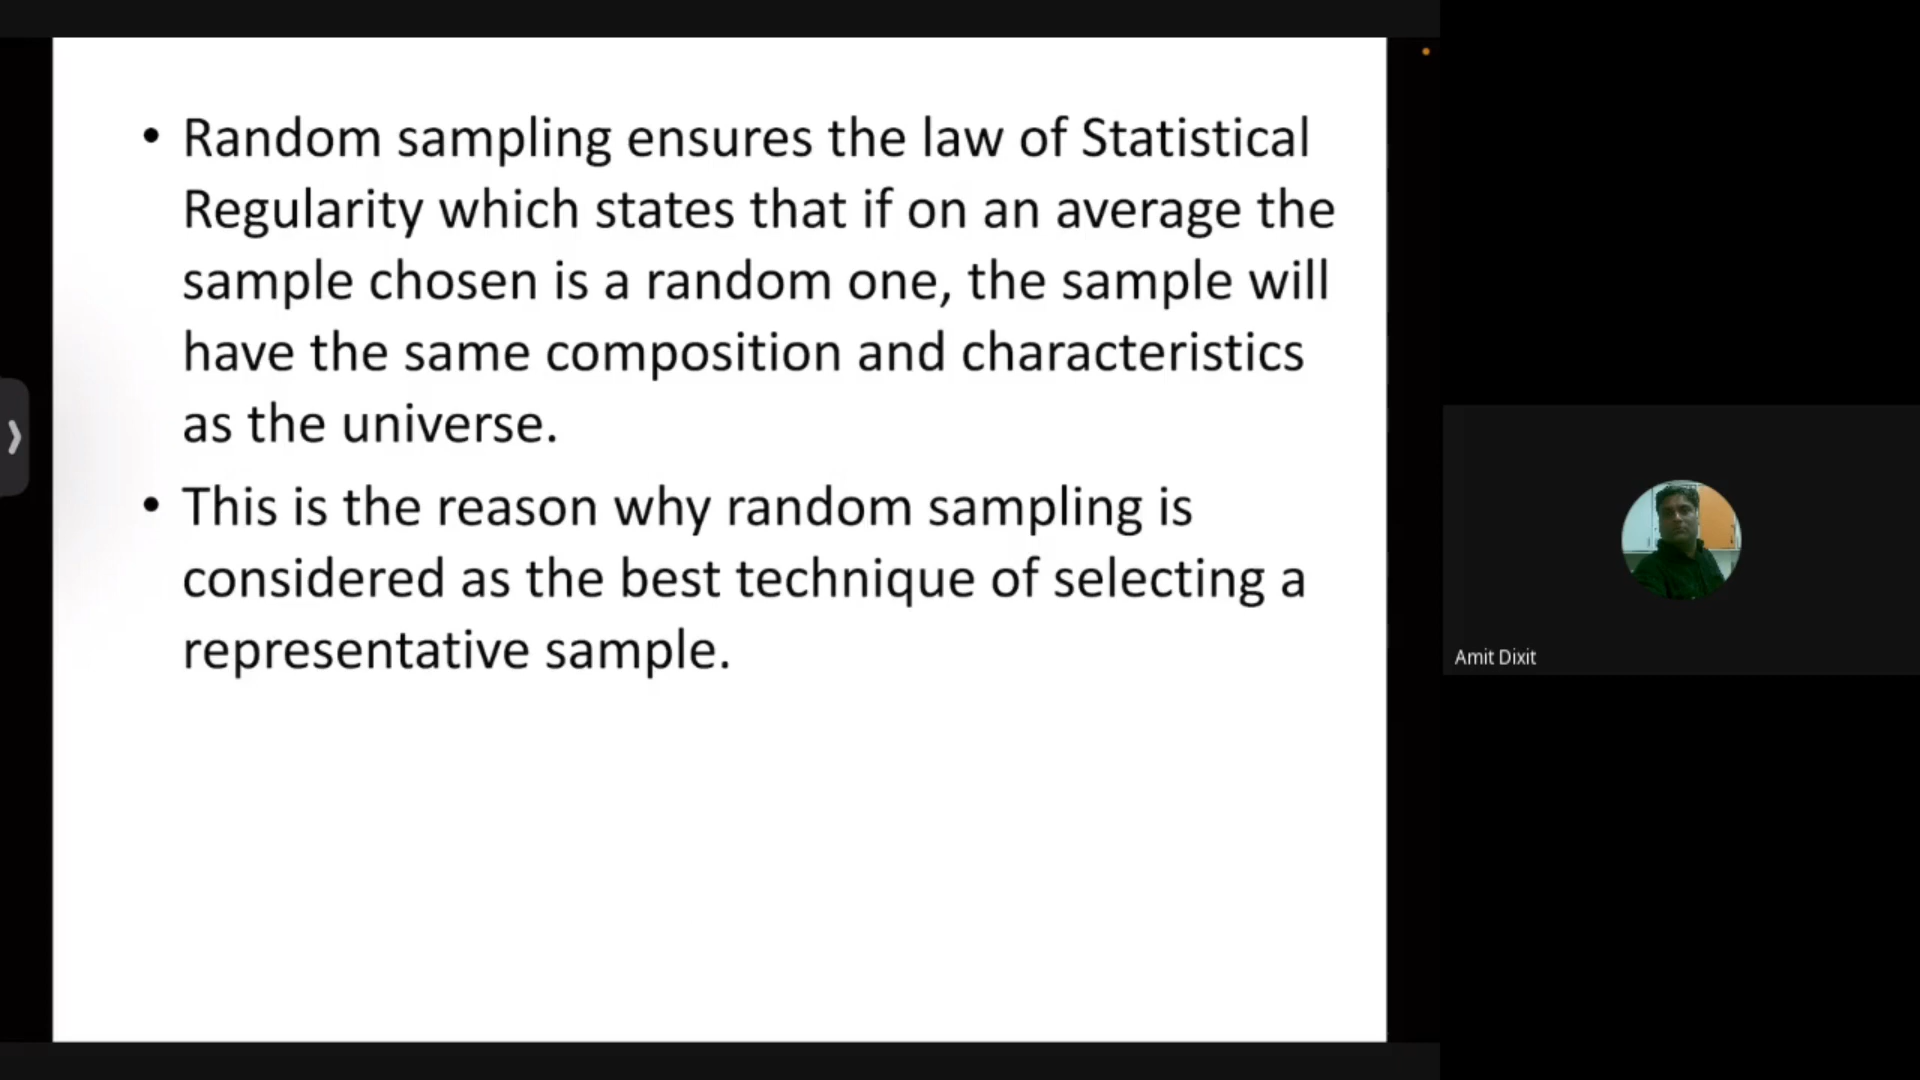 • Random sampling ensures the law of Statistical
Regularity which states that if on an average the
sample chosen is a random one, the sample will
have the same composition and characteristics
as the universe.
• This is the reason why random sampling is
considered as the best technique of selecting a
representative sample.
Amit Dixit